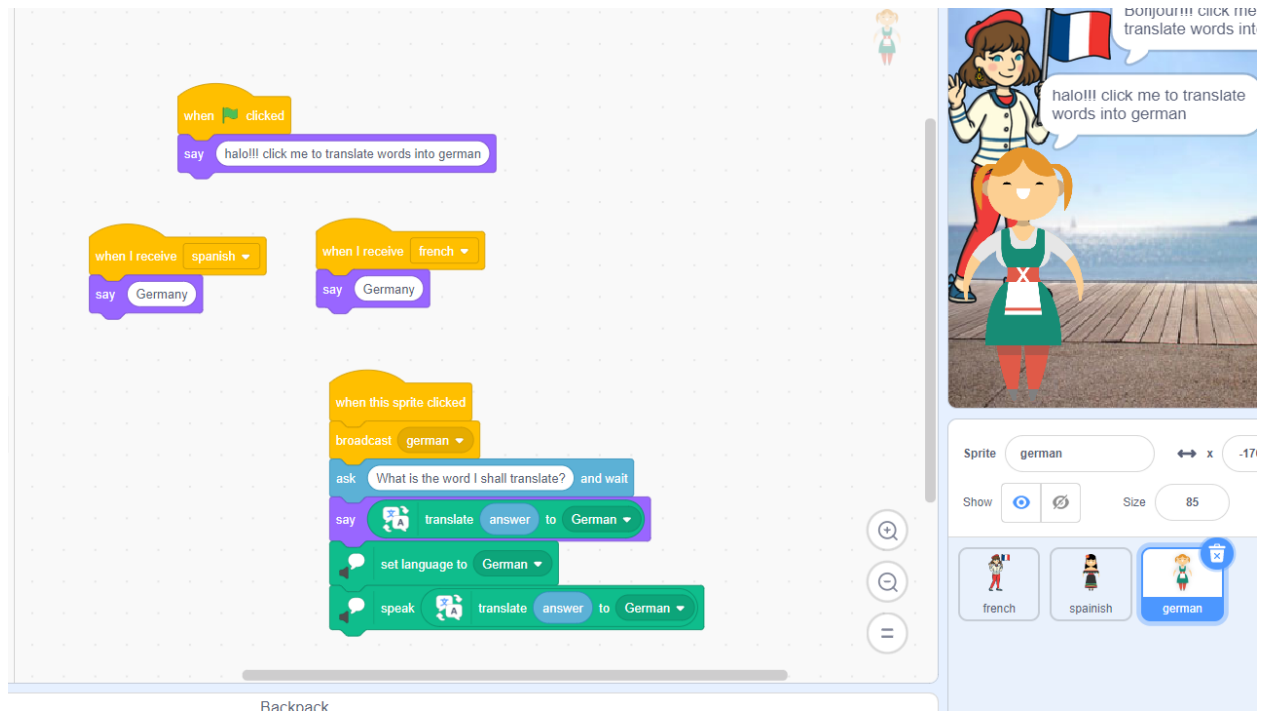 when clicked
say halo!!! click me to translate words into german
when I receive spanish
say Germany
when I receive french
say Germany
when this sprite clicked
broadcast german
ask What is the word I shall translate? and wait
say translate answer to German
set language to German
speak translate answer to German
Backpack
Bonjour!!! click me
translate words
halo!!! click me to translate
words into german
X
Sprite german x
Show Size 85
french spainish german